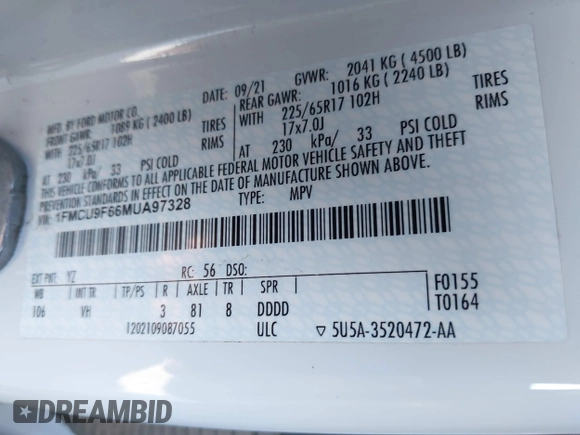 MFD. BY FORD MOTOR CO.
DATE: 09/21 GVWR: 2041 KG ( 4500 LB)
FRONT GAWR: 1089 KG ( 2400 LB) REAR GAWR: 1016 KG ( 2240 LB)
WITH 225/65R17 102H TIRES WITH 225/65R17 102H TIRES
17x7.0J RIMS 17x7.0J RIMS
AT 230 kPa/ 33 PSI COLD AT 230 kPa/ 33 PSI COLD
THIS VEHICLE CONFORMS TO ALL APPLICABLE FEDERAL MOTOR VEHICLE SAFETY AND THEFT
PREVENTION STANDARDS IN EFFECT ON THE DATE OF MANUFACTURE SHOWN ABOVE.
VIN: 1FMCU9F66MUA97328 TYPE: MPV
EXT PNT: YZ RC: 56 DSO:
WB INT TR TP/PS R AXLE TR SPR
106 VH 3 81 8 DDDD
F0155
T0164
1202109087055 ULC ▽ 5U5A-3520472-AA
DREAMBID